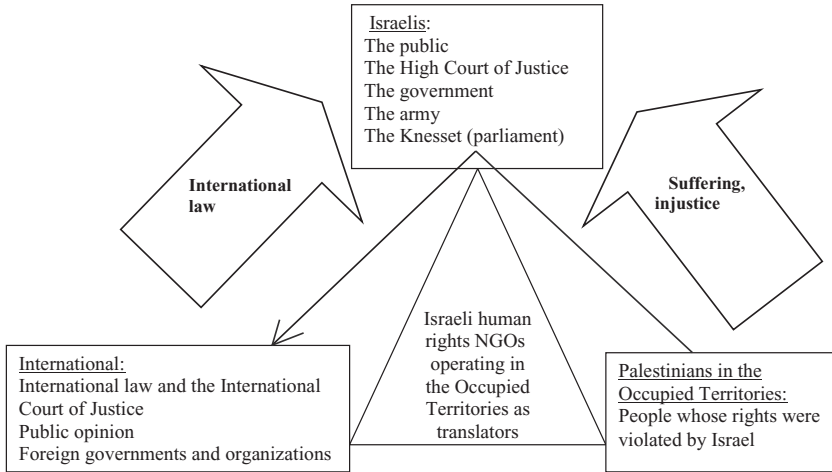 Israelis:
The public
The High Court of Justice
The government
The army
The Knesset (parliament)
International
law
Suffering,
injustice
Israeli human
rights NGOs
operating in
the Occupied
Territories as
translators
International:
International law and the International
Court of Justice
Public opinion
Foreign governments and organizations
Palestinians in the
Occupied Territories:
People whose rights were
violated by Israel